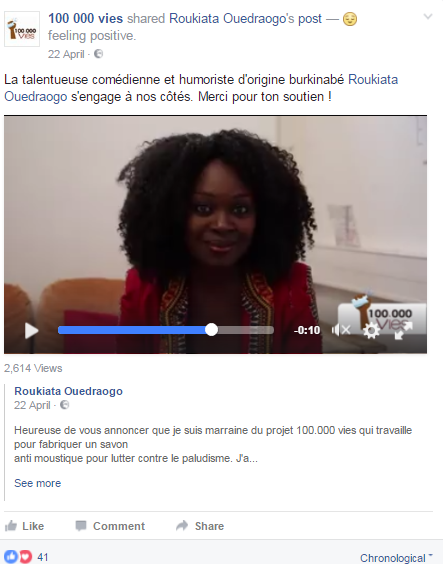 100 000 vies shared Roukiata Ouedraogo's post —
feeling positive.
22 April ·
La talentueuse comédienne et humoriste d'origine burkinabé Roukiata
Ouedraogo s'engage à nos côtés. Merci pour ton soutien !
100.000
vies
-0:10
2,614 Views
Roukiata Ouedraogo
22 April ·
Heureuse de vous annoncer que je suis marraine du projet 100.000 vies qui travaille
pour fabriquer un savon
anti moustique pour lutter contre le paludisme. J'a...
See more
Like Comment Share
41
Chronological